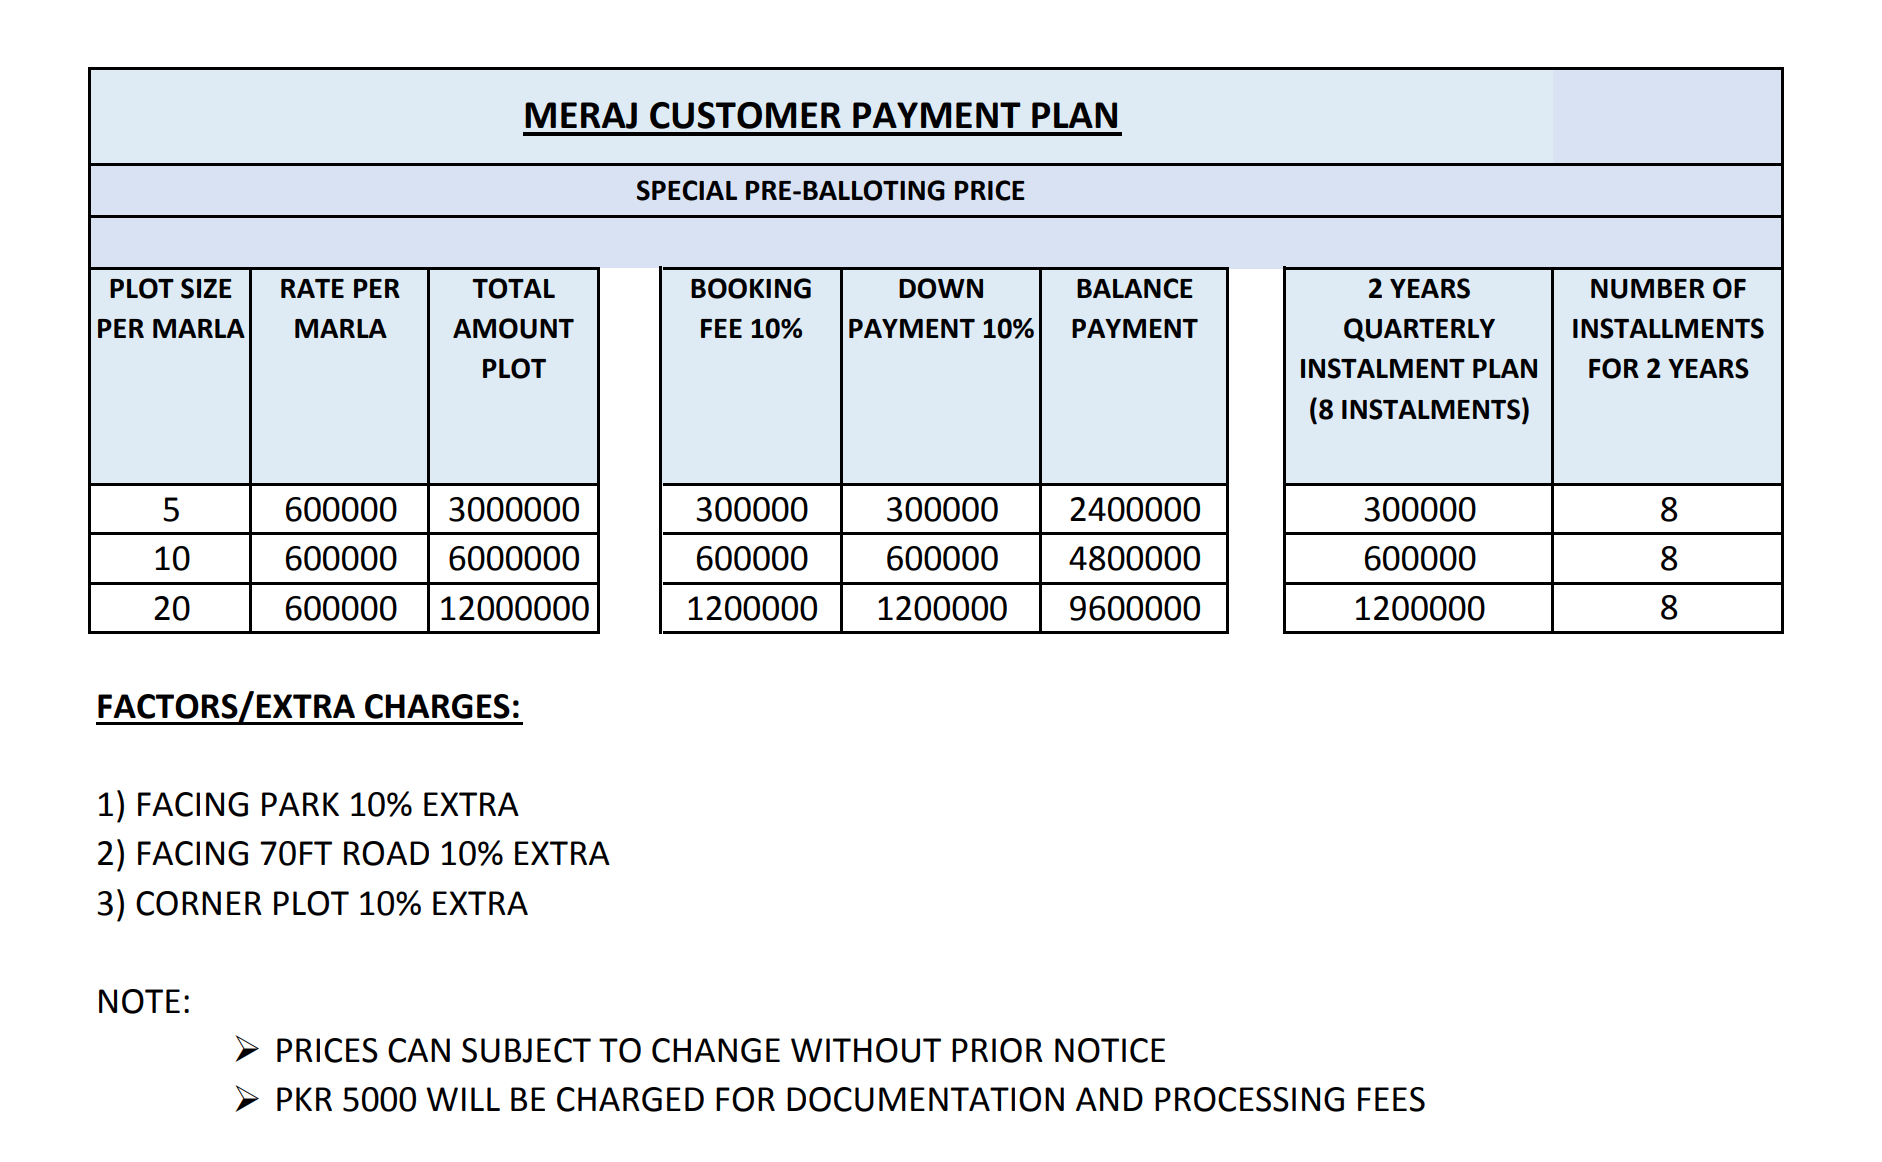 MERAJ CUSTOMER PAYMENT PLAN
SPECIAL PRE-BALLOTING PRICE
PLOT SIZE PER MARLA RATE PER MARLA TOTAL AMOUNT PLOT BOOKING FEE 10% DOWN PAYMENT 10% BALANCE PAYMENT 2 YEARS QUARTERLY INSTALMENT PLAN (8 INSTALMENTS) NUMBER OF INSTALLMENTS FOR 2 YEARS
5 600000 3000000 300000 300000 2400000 300000 8
10 600000 6000000 600000 600000 4800000 600000 8
20 600000 12000000 1200000 1200000 9600000 1200000 8
FACTORS/EXTRA CHARGES:
1) FACING PARK 10% EXTRA
2) FACING 70FT ROAD 10% EXTRA
3) CORNER PLOT 10% EXTRA
NOTE:
➢ PRICES CAN SUBJECT TO CHANGE WITHOUT PRIOR NOTICE
➢ PKR 5000 WILL BE CHARGED FOR DOCUMENTATION AND PROCESSING FEES